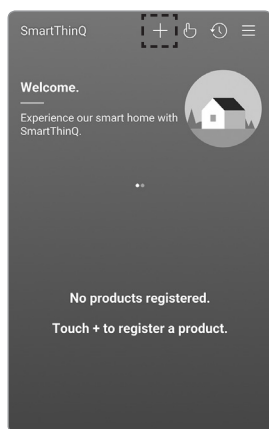 SmartThinQ
Welcome.
Experience our smart home with
SmartThinQ.
No products registered.
Touch + to register a product.